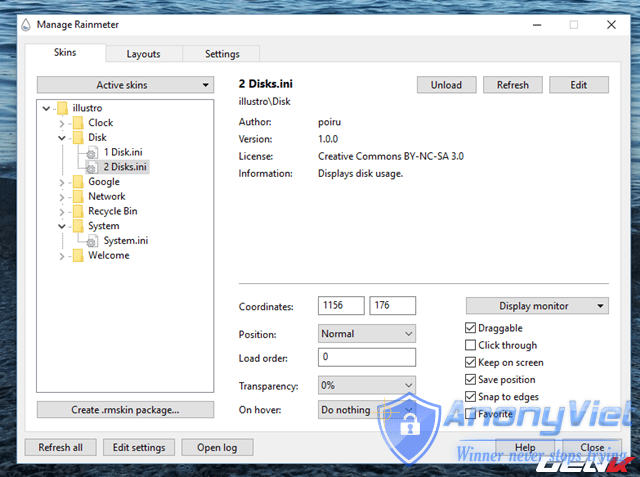 Manage Rainmeter
Skins
Layouts
Settings
Active skins
illustro
Clock
Disk
1 Disk.ini
2 Disks.ini
Google
Network
Recycle Bin
System
System.ini
Welcome
Create .rmskin package...
2 Disks.ini
Unload
Refresh
Edit
illustro\Disk
Author: poiru
Version: 1.0.0
License: Creative Commons BY-NC-SA 3.0
Information: Displays disk usage.
Coordinates: 1156 176
Position: Normal
Load order: 0
Transparency: 0%
On hover: Do nothing
Display monitor
Draggable
Click through
Keep on screen
Save position
Snap to edges
Favorite
Refresh all
Edit settings
Open log
Help
Close
AnonyViet
Winner never stops trying
GENK